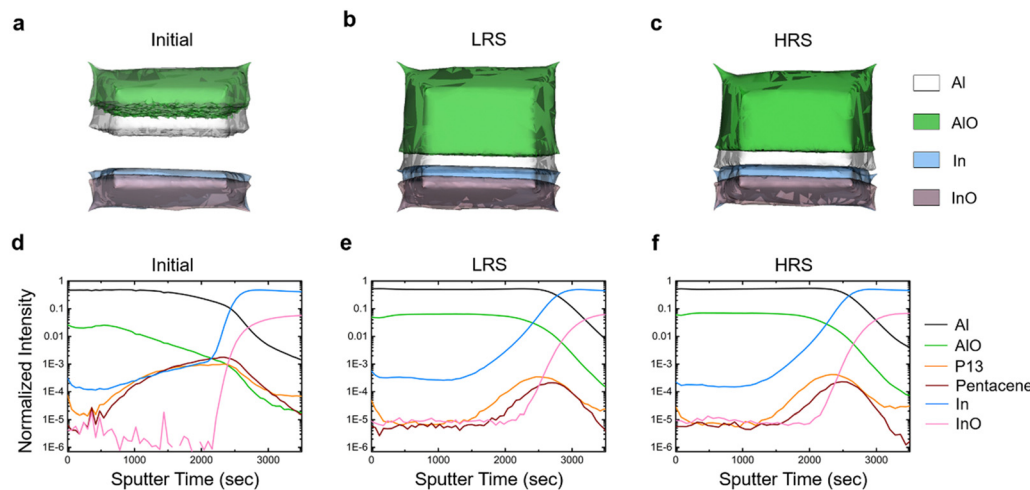 a
Initial
b
LRS
c
HRS
Al
AlO
In
InO
d
Initial
e
LRS
f
HRS
Normalized Intensity
1
0.1
0.01
1E-3
1E-4
1E-5
1E-6
0 1000 2000 3000
Sputter Time (sec)
1
0.1
0.01
1E-3
1E-4
1E-5
1E-6
0 1000 2000 3000
Sputter Time (sec)
1
0.1
0.01
1E-3
1E-4
1E-5
1E-6
0 1000 2000 3000
Sputter Time (sec)
Al
AlO
P13
Pentacene
In
InO